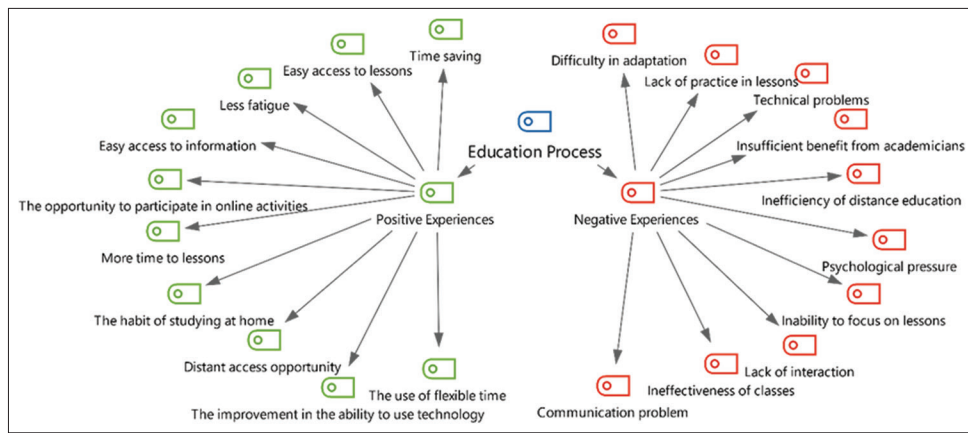 Time saving
Easy access to lessons
Less fatigue
Easy access to information
The opportunity to participate in online activities
More time to lessons
The habit of studying at home
Distant access opportunity
The improvement in the ability to use technology
The use of flexible time
Positive Experiences
Education Process
Negative Experiences
Difficulty in adaptation
Lack of practice in lessons
Technical problems
Insufficient benefit from academicians
Inefficiency of distance education
Psychological pressure
Inability to focus on lessons
Lack of interaction
Ineffectiveness of classes
Communication problem